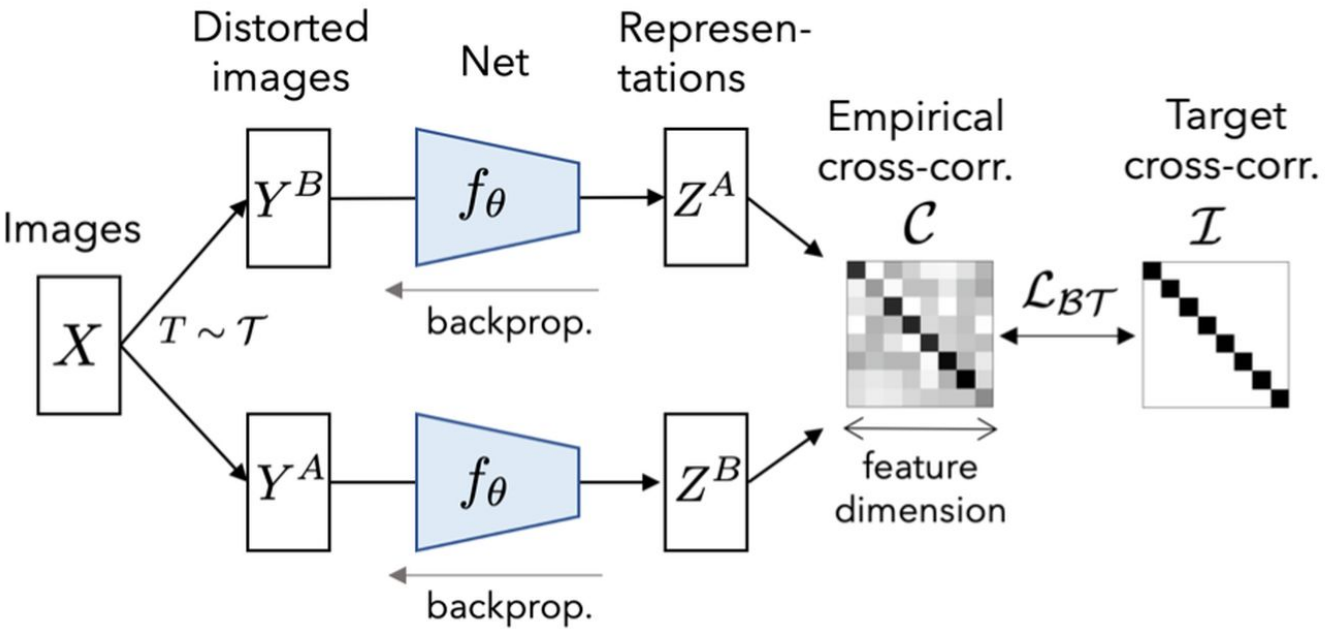 Distorted
images
Net
Represen-
tations
Empirical
cross-corr.
Target
cross-corr.
Images
X
T ~ 𝒯
Y^B
f_θ
Z^A
backprop.
𝒞
ℒ_ℬ𝒯
ℐ
Y^A
f_θ
Z^B
backprop.
feature
dimension